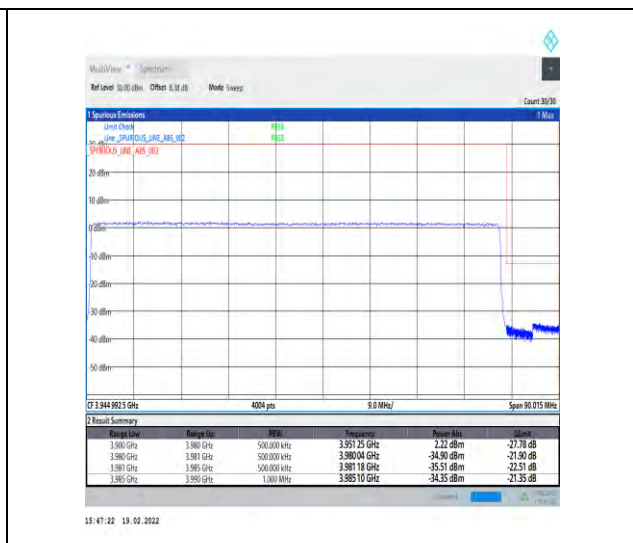 MultiView Spectrum
Ref Level 30.00 dBm Offset 8.38 dB Mode Sweep
Count 30/30
1 Spurious Emissions 1 Max
Limit Check PASS
Line _SPURIOUS_LINE_ABS_002 PASS
SPURIOUS_LINE_ABS_002
20 dBm
10 dBm
0 dBm
-10 dBm
-20 dBm
-30 dBm
-40 dBm
-50 dBm
CF 3.944 992 5 GHz 4004 pts 9.0 MHz/ Span 90.015 MHz
2 Result Summary
Range Low Range Up RBW Frequency Power Abs ΔLimit
3.900 GHz 3.980 GHz 500.000 kHz 3.951 25 GHz 2.22 dBm -27.78 dB
3.980 GHz 3.981 GHz 500.000 kHz 3.980 04 GHz -34.90 dBm -21.90 dB
3.981 GHz 3.985 GHz 500.000 kHz 3.981 18 GHz -35.51 dBm -22.51 dB
3.985 GHz 3.990 GHz 1.000 MHz 3.985 10 GHz -34.35 dBm -21.35 dB
15:47:22 19.02.2022